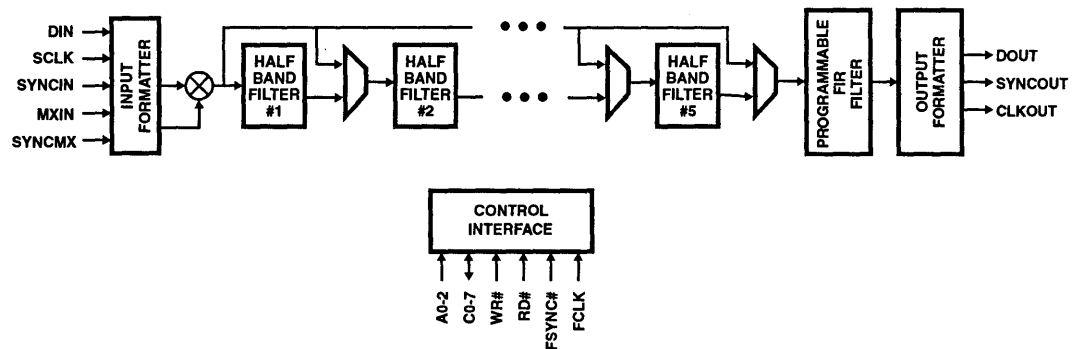 DIN
SCLK
SYNCIN
MXIN
SYNCMX
INPUT
FORMATTER
HALF
BAND
FILTER
#1
HALF
BAND
FILTER
#2
HALF
BAND
FILTER
#5
PROGRAMMABLE
FIR
FILTER
OUTPUT
FORMATTER
DOUT
SYNCOUT
CLKOUT
CONTROL
INTERFACE
A0-2
C0-7
WR#
RD#
FSYNC#
FCLK